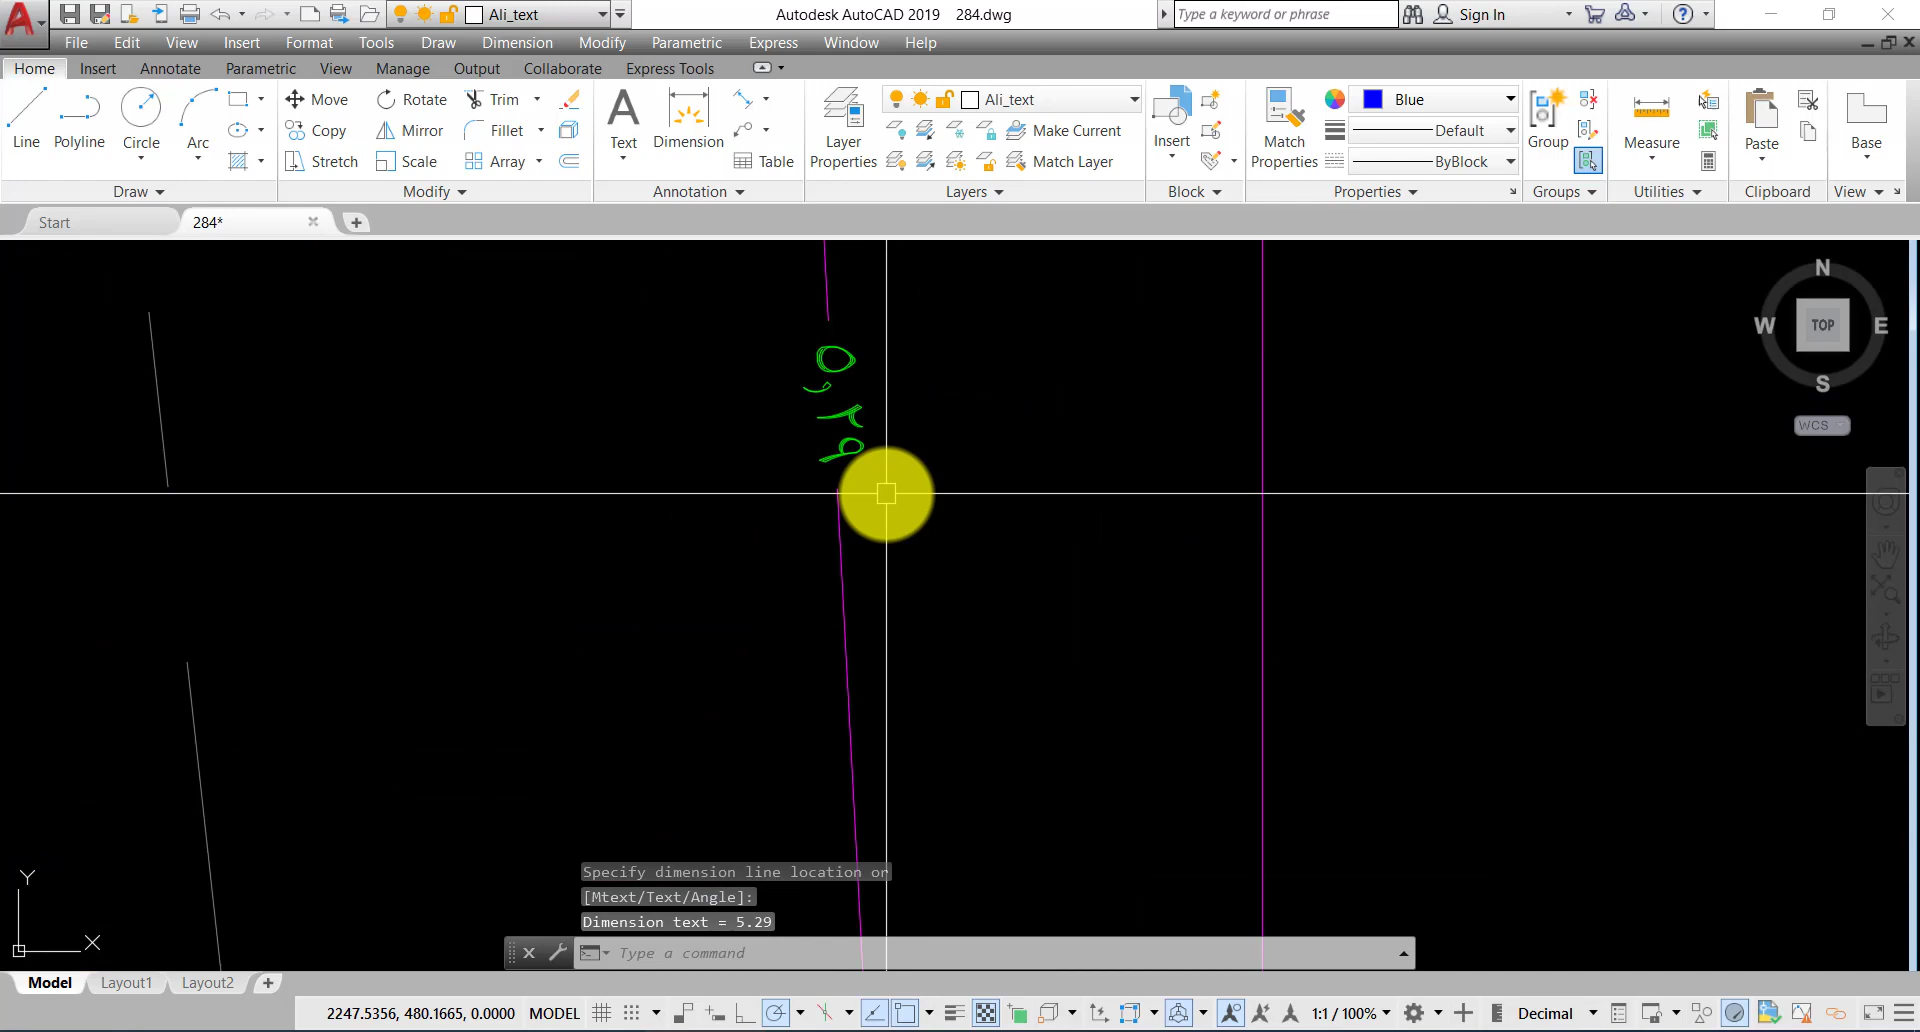 Ali_text
Autodesk AutoCAD 2019 284.dwg
Type a keyword or phrase
Sign In
File Edit View Insert Format Tools Draw Dimension Modify Parametric Express Window Help
Home Insert Annotate Parametric View Manage Output Collaborate Express Tools
Line Polyline Circle Arc
Move Rotate Trim
Copy Mirror Fillet
Stretch Scale Array
Text Dimension Table
Layer Properties
Ali_text
Make Current
Match Layer
Insert
Match Properties
Blue
Default
ByBlock
Group
Measure
Paste
Base
Draw Modify Annotation Layers Block Properties Groups Utilities Clipboard View
Start 284*
N
W TOP E
S
WCS
Specify dimension line location or
[Mtext/Text/Angle]:
Dimension text = 5.29
Type a command
Y
X
Model Layout1 Layout2
2247.5356, 480.1665, 0.0000 MODEL 1:1 / 100% Decimal